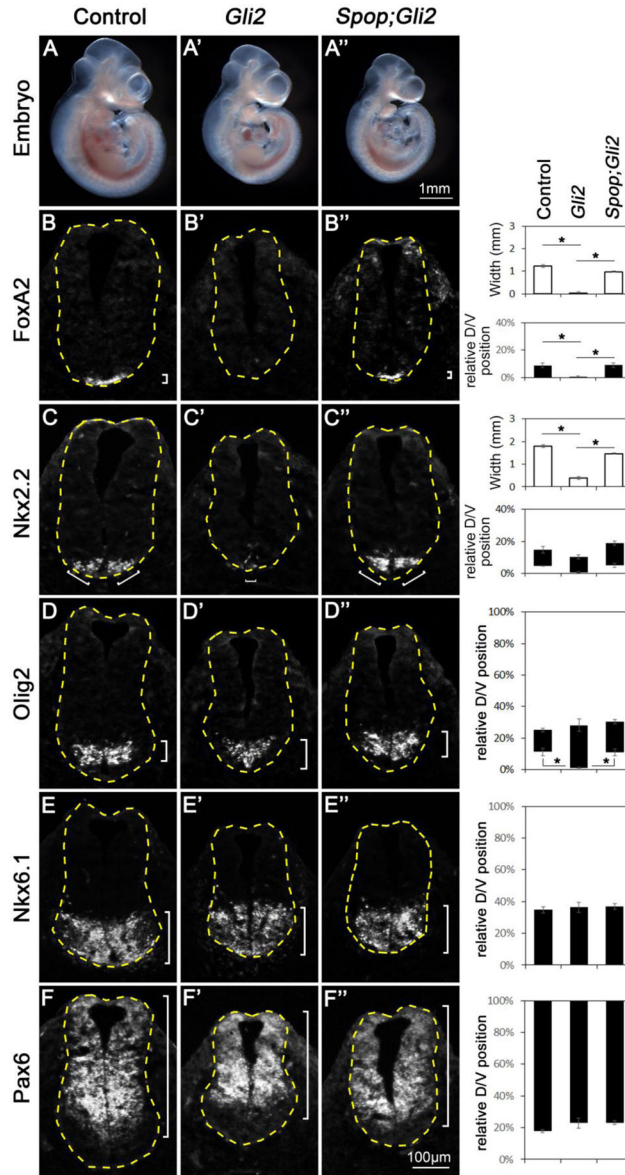 Control Gli2 Spop;Gli2
Embryo
A A' A"
1mm
FoxA2
B B' B"
Control Gli2 Spop;Gli2
Width (mm)
3
2
1
0
* *
relative D/V
position
40%
20%
0%
* *
Nkx2.2
C C' C"
Width (mm)
2
1
0
* *
relative D/V
position
40%
20%
0%
Olig2
D D' D"
relative D/V position
100%
80%
60%
40%
20%
0%
* *
Nkx6.1
E E' E"
relative D/V position
100%
80%
60%
40%
20%
0%
Pax6
F F' F"
100µm
relative D/V position
100%
80%
60%
40%
20%
0%